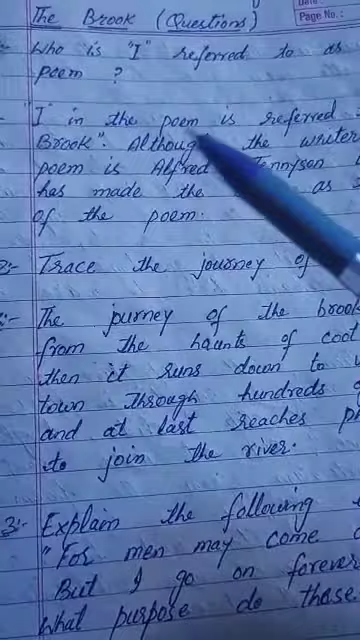 Date
Page No.:
The Brook (Questions)
Who is "I" referred to as
poem ?
"I" in the poem is referred
Brook". Although the writer
poem is Alfred Tennyson
has made the as
of the poem.
2:- Trace the journey of
The journey of the brook
from the haunts of coot
then it runs down to
town through hundreds
and at last reaches
to join the river.
3:- Explain the following
"For men may come
But I go on forever
What purpose do these